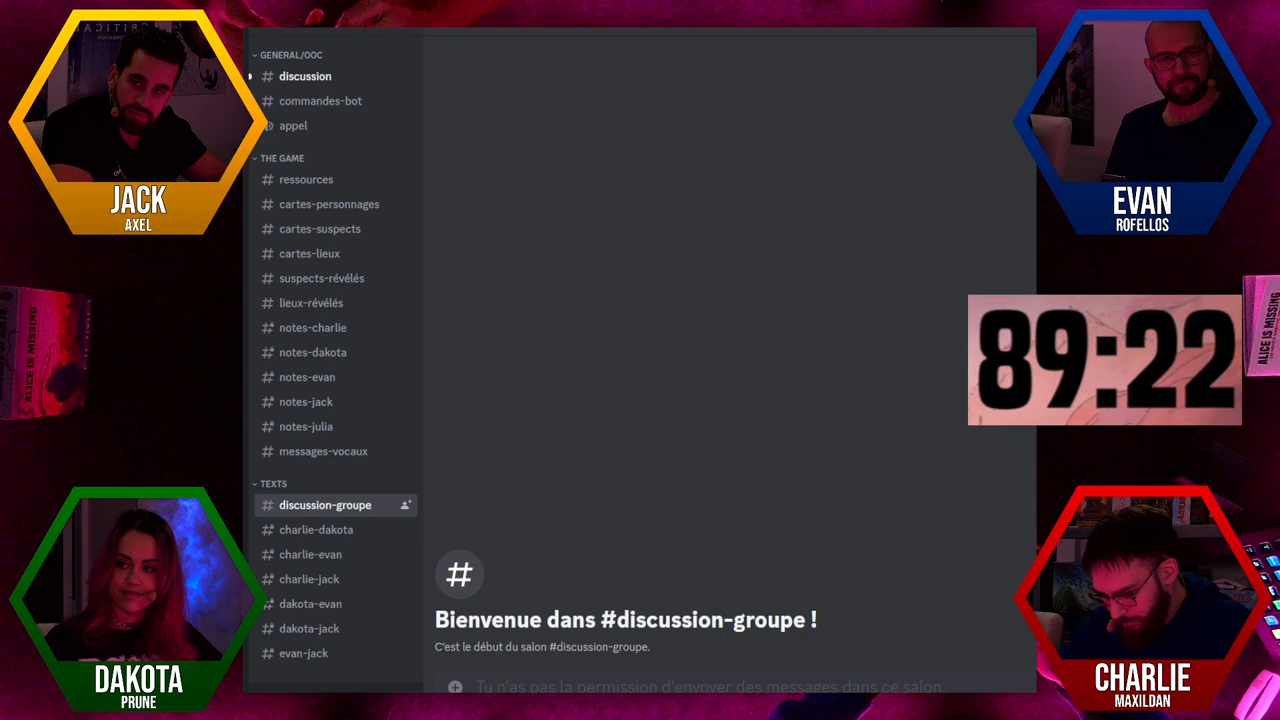 JACK
AXEL
GENERAL/OOC
# discussion
# commandes-bot
appel
THE GAME
# ressources
# cartes-personnages
# cartes-suspects
# cartes-lieux
# suspects-révélés
# lieux-révélés
# notes-charlie
# notes-dakota
# notes-evan
# notes-jack
# notes-julia
# messages-vocaux
TEXTS
# discussion-groupe
# charlie-dakota
# charlie-evan
# charlie-jack
# dakota-evan
# dakota-jack
# evan-jack
#
Bienvenue dans #discussion-groupe !
C'est le début du salon #discussion-groupe.
Tu n'as pas la permission d'envoyer des messages dans ce salon.
EVAN
ROFELLOS
89:22
ALICE IS MISSING
ALICE IS MISSING
DAKOTA
PRUNE
CHARLIE
MAXILDAN